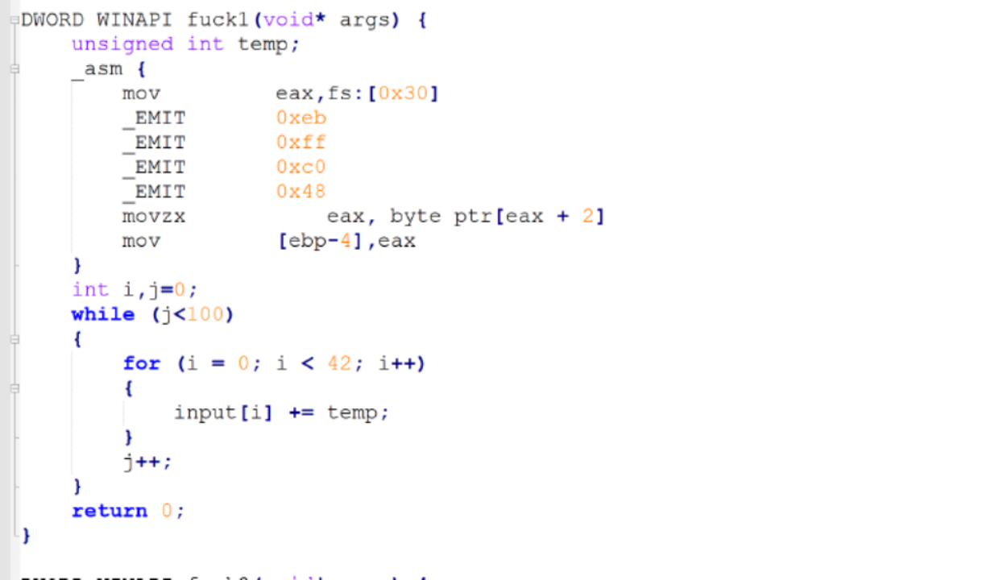 DWORD WINAPI fuck1(void* args) {
unsigned int temp;
_asm {
mov eax,fs:[0x30]
_EMIT 0xeb
_EMIT 0xff
_EMIT 0xc0
_EMIT 0x48
movzx eax, byte ptr[eax + 2]
mov [ebp-4],eax
}
int i,j=0;
while (j<100)
{
for (i = 0; i < 42; i++)
{
input[i] += temp;
}
j++;
}
return 0;
}